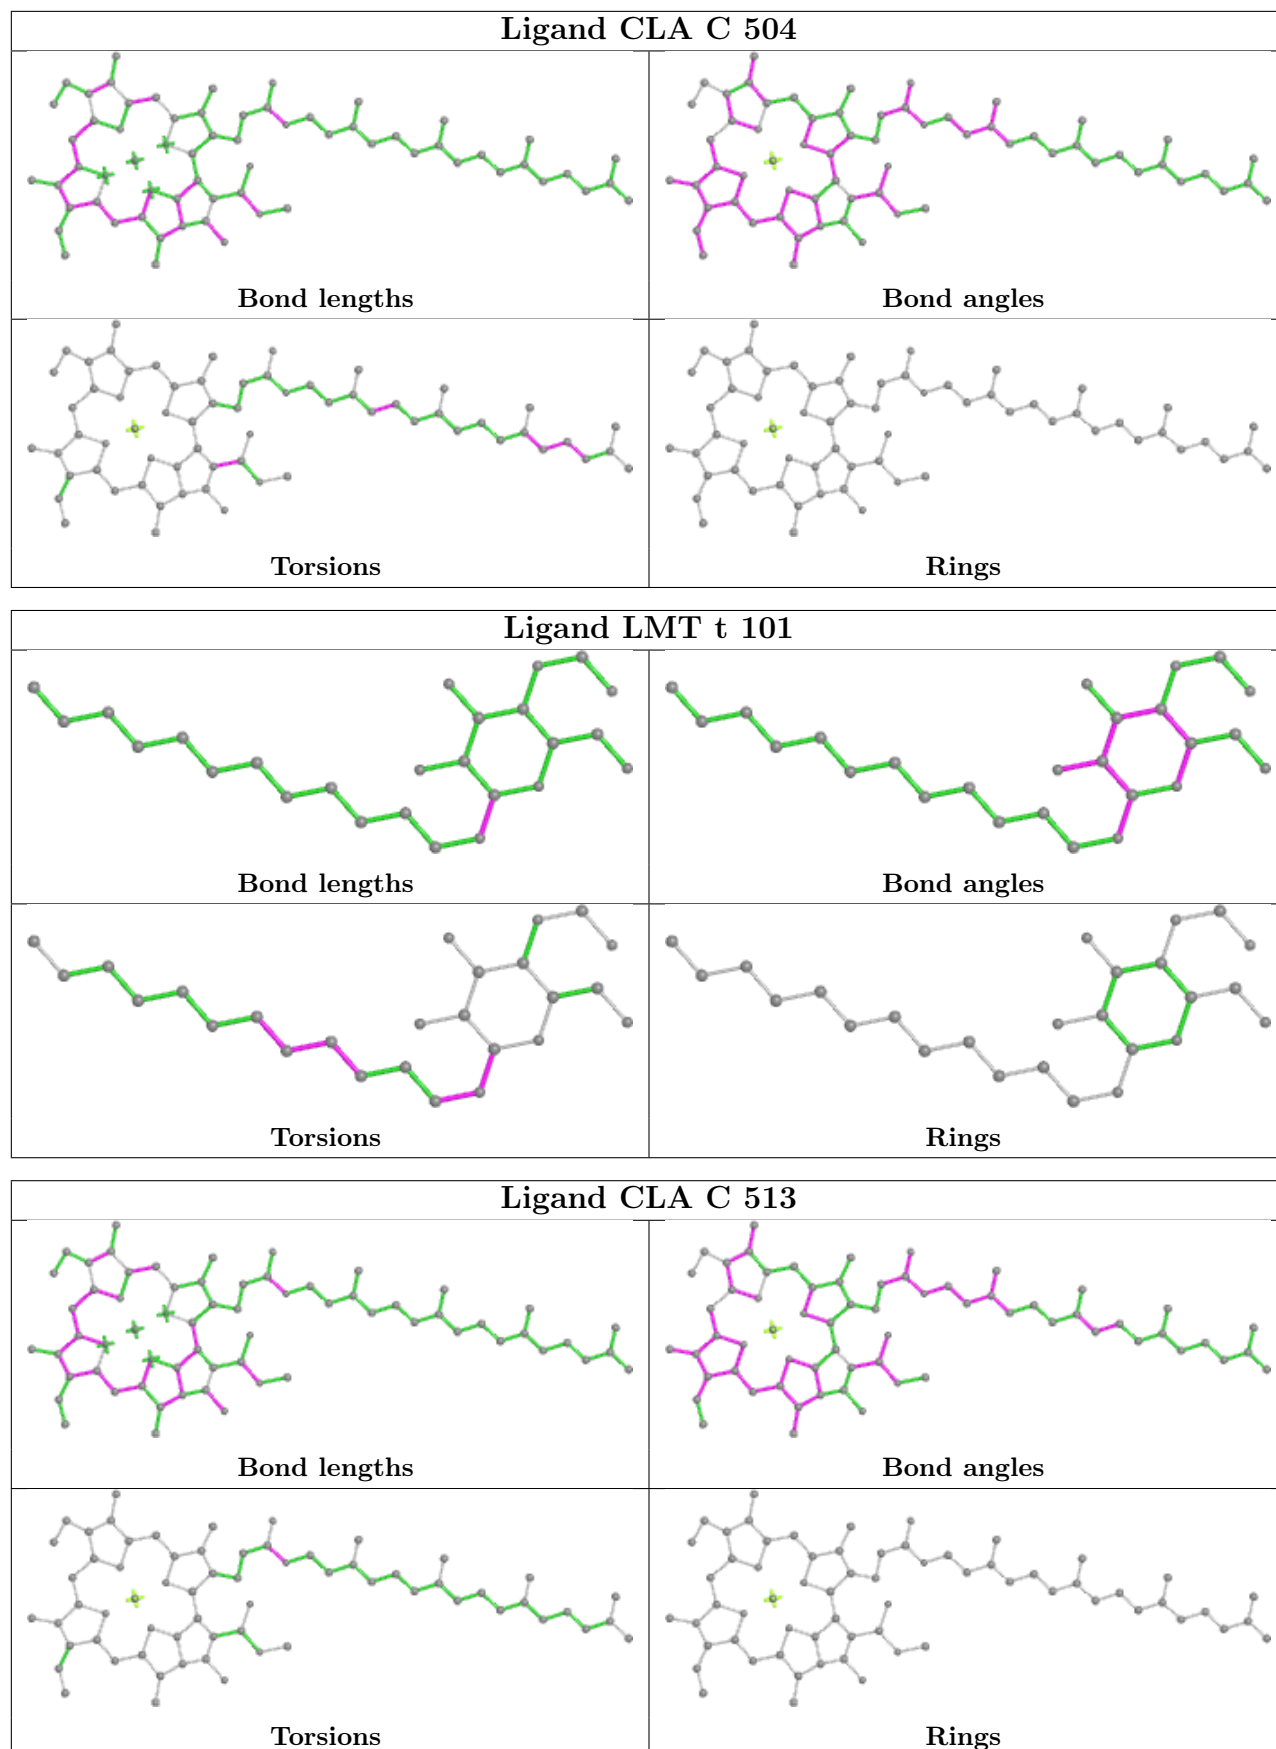 Ligand CLA C 504
Bond lengths
Bond angles
Torsions
Rings
Ligand LMT t 101
Bond lengths
Bond angles
Torsions
Rings
Ligand CLA C 513
Bond lengths
Bond angles
Torsions
Rings